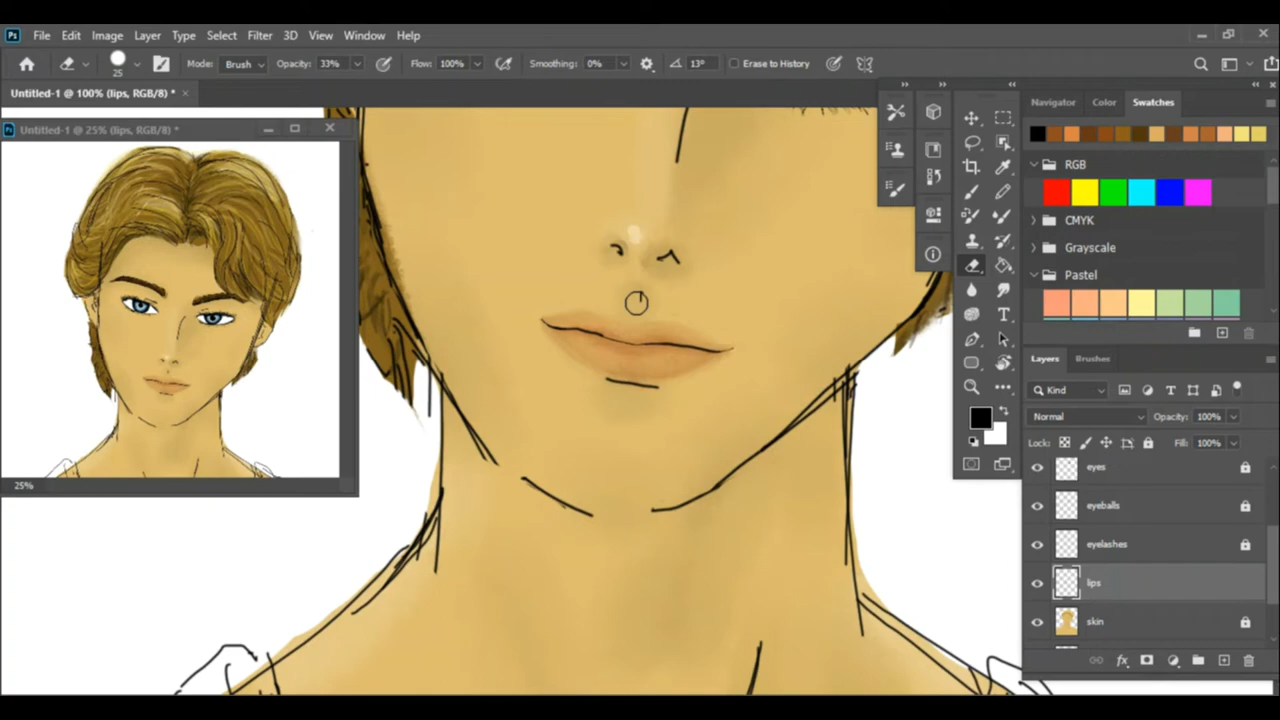 Ps File Edit Image Layer Type Select Filter 3D View Window Help
25 Mode: Brush Opacity: 33% Flow: 100% Smoothing: 0% 13° Erase to History
Untitled-1 @ 100% (lips, RGB/8) *
Untitled-1 @ 25% (lips, RGB/8) *
25%
Navigator Color Swatches
RGB
CMYK
Grayscale
Pastel
Layers Brushes
Kind
Normal Opacity: 100%
Lock: Fill: 100%
eyes
eyeballs
eyelashes
lips
skin